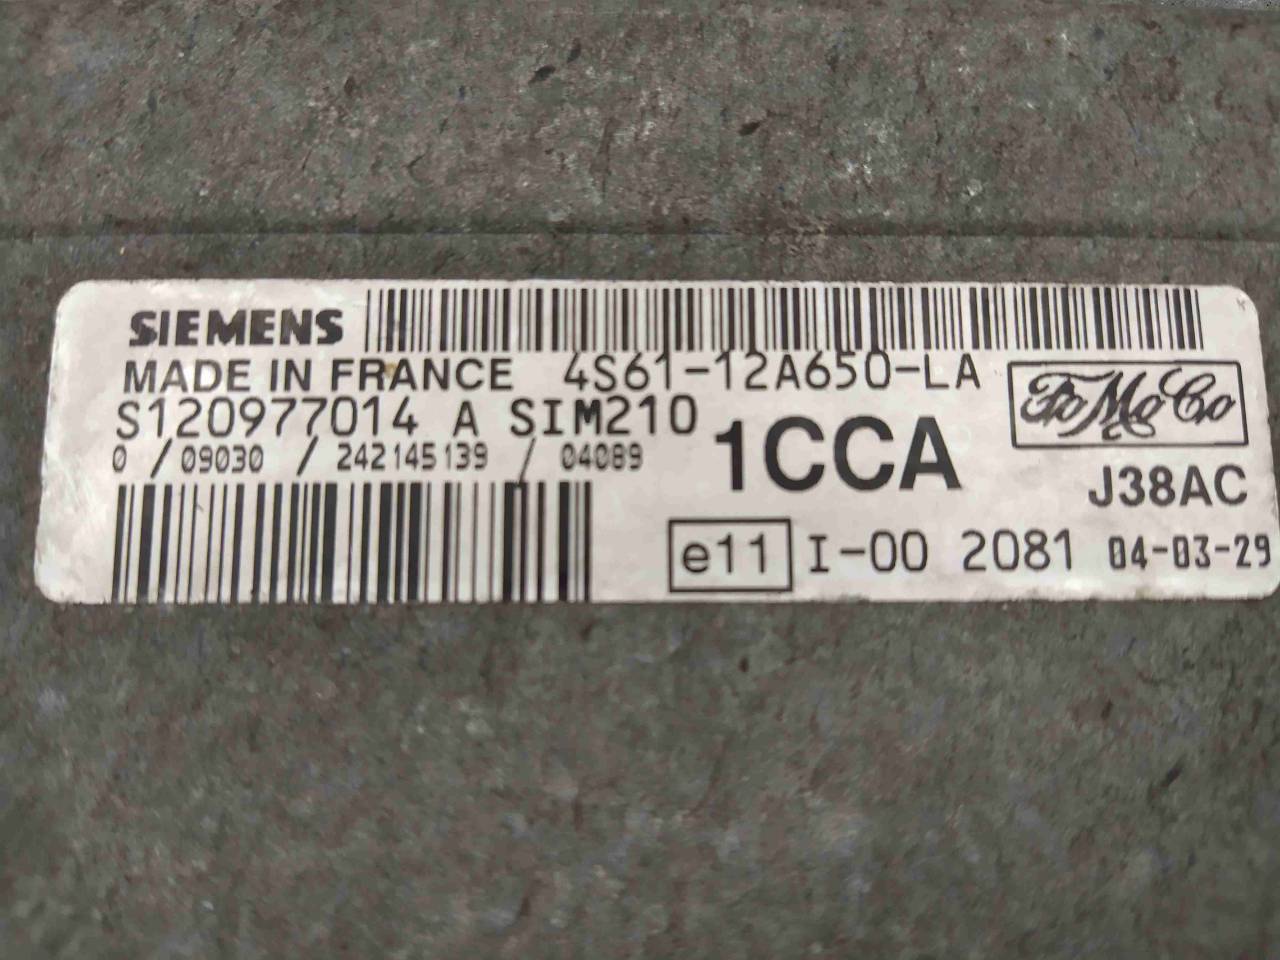 SIEMENS
MADE IN FRANCE 4S61-12A650-LA
S120977014 A SIM210
0 / 09030 / 242145139 / 04089
1CCA
FoMoCo
J38AC
e11 I-00 2081 04-03-29